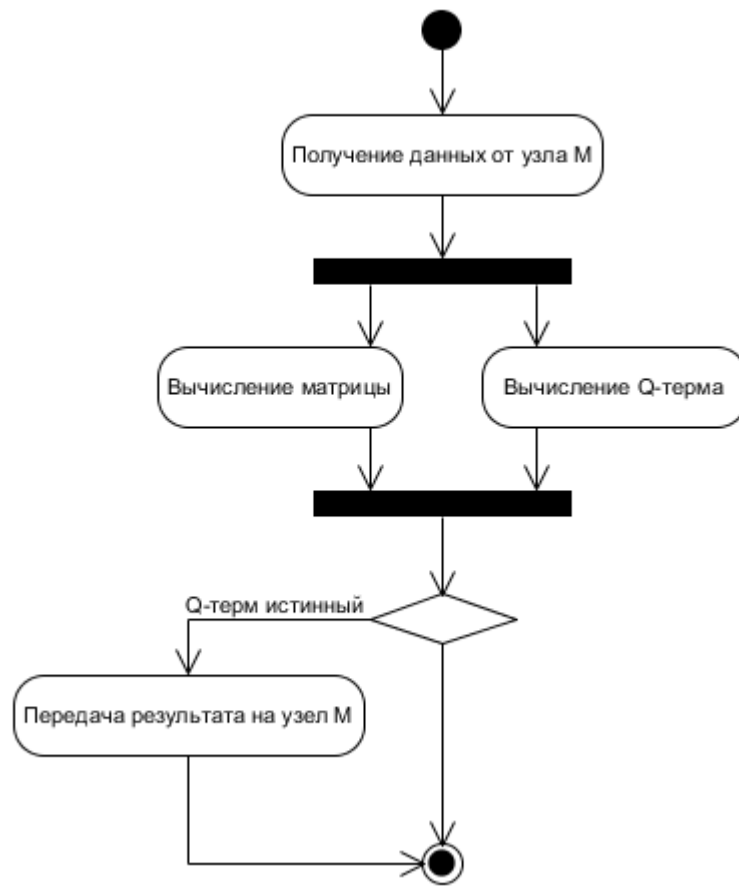 Получение данных от узла М
Вычисление матрицы
Вычисление Q-терма
Q-терм истинный
Передача результата на узел М